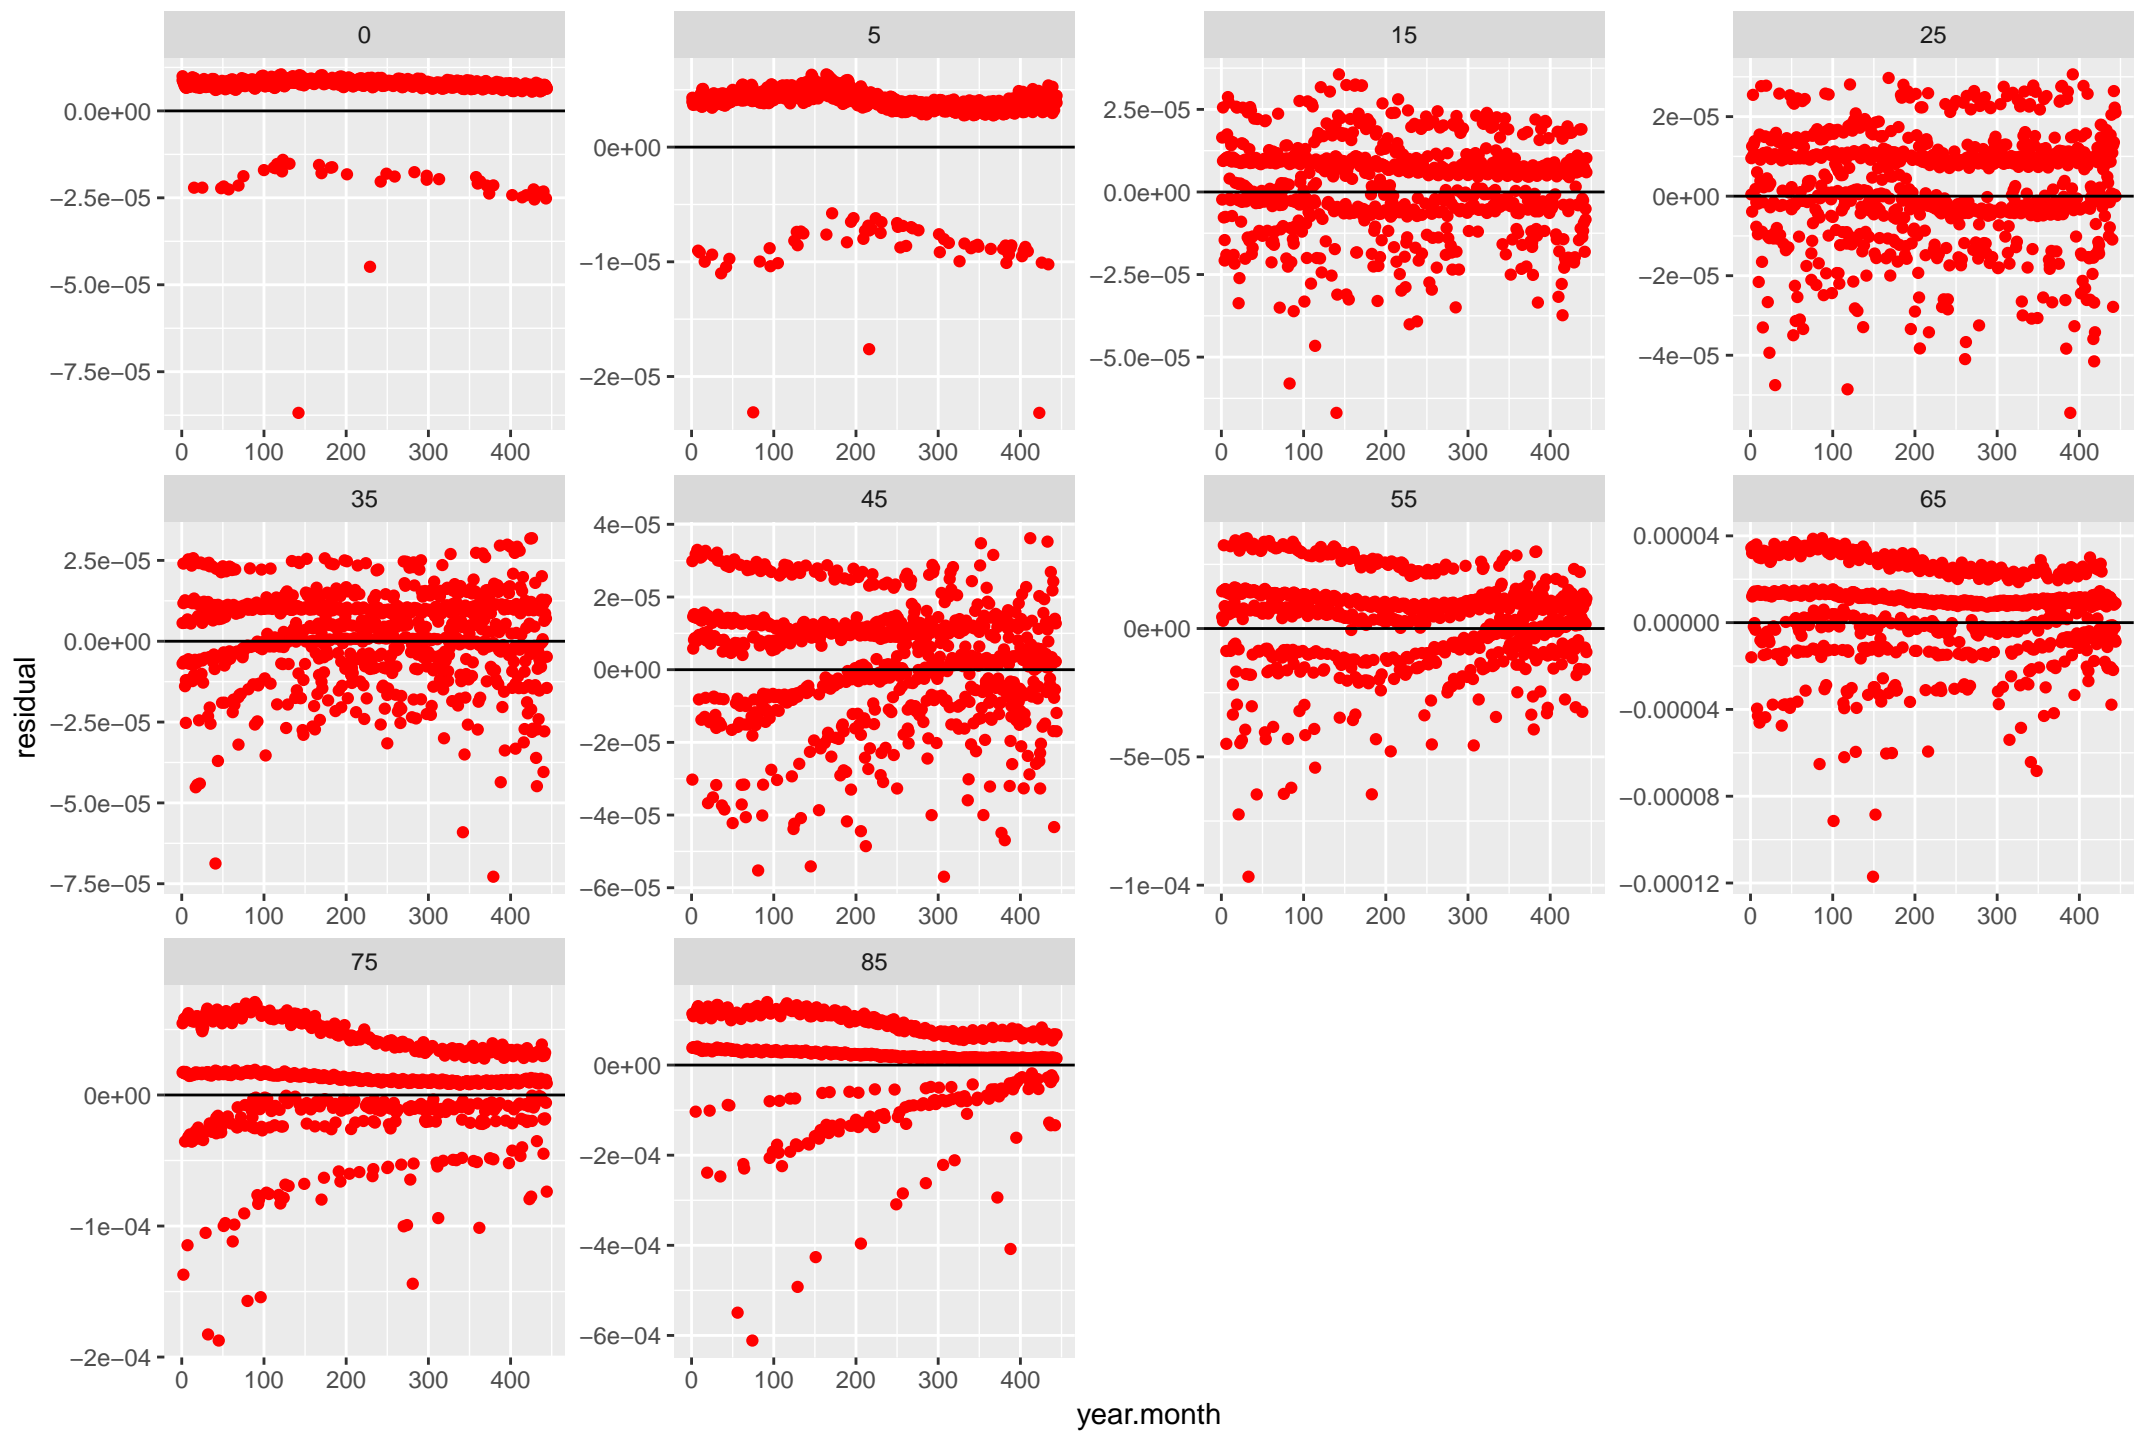 0 5 15 25
0.0e+00
−2.5e−05
−5.0e−05
−7.5e−05
0e+00
−1e−05
−2e−05
2.5e−05
0.0e+00
−2.5e−05
−5.0e−05
2e−05
0e+00
−2e−05
−4e−05
0 100 200 300 400 0 100 200 300 400 0 100 200 300 400 0 100 200 300 400
35 45 55 65
2.5e−05
0.0e+00
−2.5e−05
−5.0e−05
−7.5e−05
4e−05
2e−05
0e+00
−2e−05
−4e−05
−6e−05
0e+00
−5e−05
−1e−04
0.00004
0.00000
−0.00004
−0.00008
−0.00012
0 100 200 300 400 0 100 200 300 400 0 100 200 300 400 0 100 200 300 400
75 85
0e+00
−1e−04
−2e−04
0e+00
−2e−04
−4e−04
−6e−04
0 100 200 300 400 0 100 200 300 400
residual
year.month